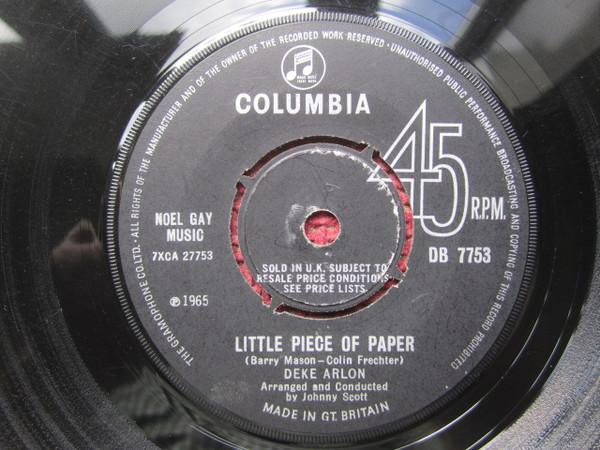 THE GRAMOPHONE CO. LTD. · ALL RIGHTS OF THE MANUFACTURER AND OF THE OWNER OF THE RECORDED WORK RESERVED · UNAUTHORISED PUBLIC PERFORMANCE BROADCASTING AND COPYING OF THIS RECORD PROHIBITED
COLUMBIA
45
R.P.M.
NOEL GAY
MUSIC
7XCA 27753
DB 7753
SOLD IN U.K. SUBJECT TO
RESALE PRICE CONDITIONS
SEE PRICE LISTS
℗ 1965
LITTLE PIECE OF PAPER
(Barry Mason–Colin Frechter)
DEKE ARLON
Arranged and Conducted
by Johnny Scott
MADE IN GT. BRITAIN